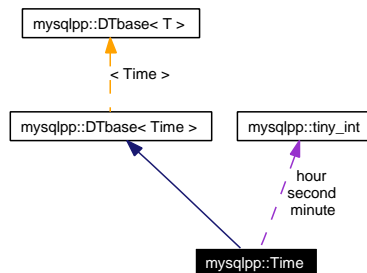 mysqlpp::DTbase< T >
< Time >
mysqlpp::DTbase< Time >
mysqlpp::tiny_int
hour
second
minute
mysqlpp::Time